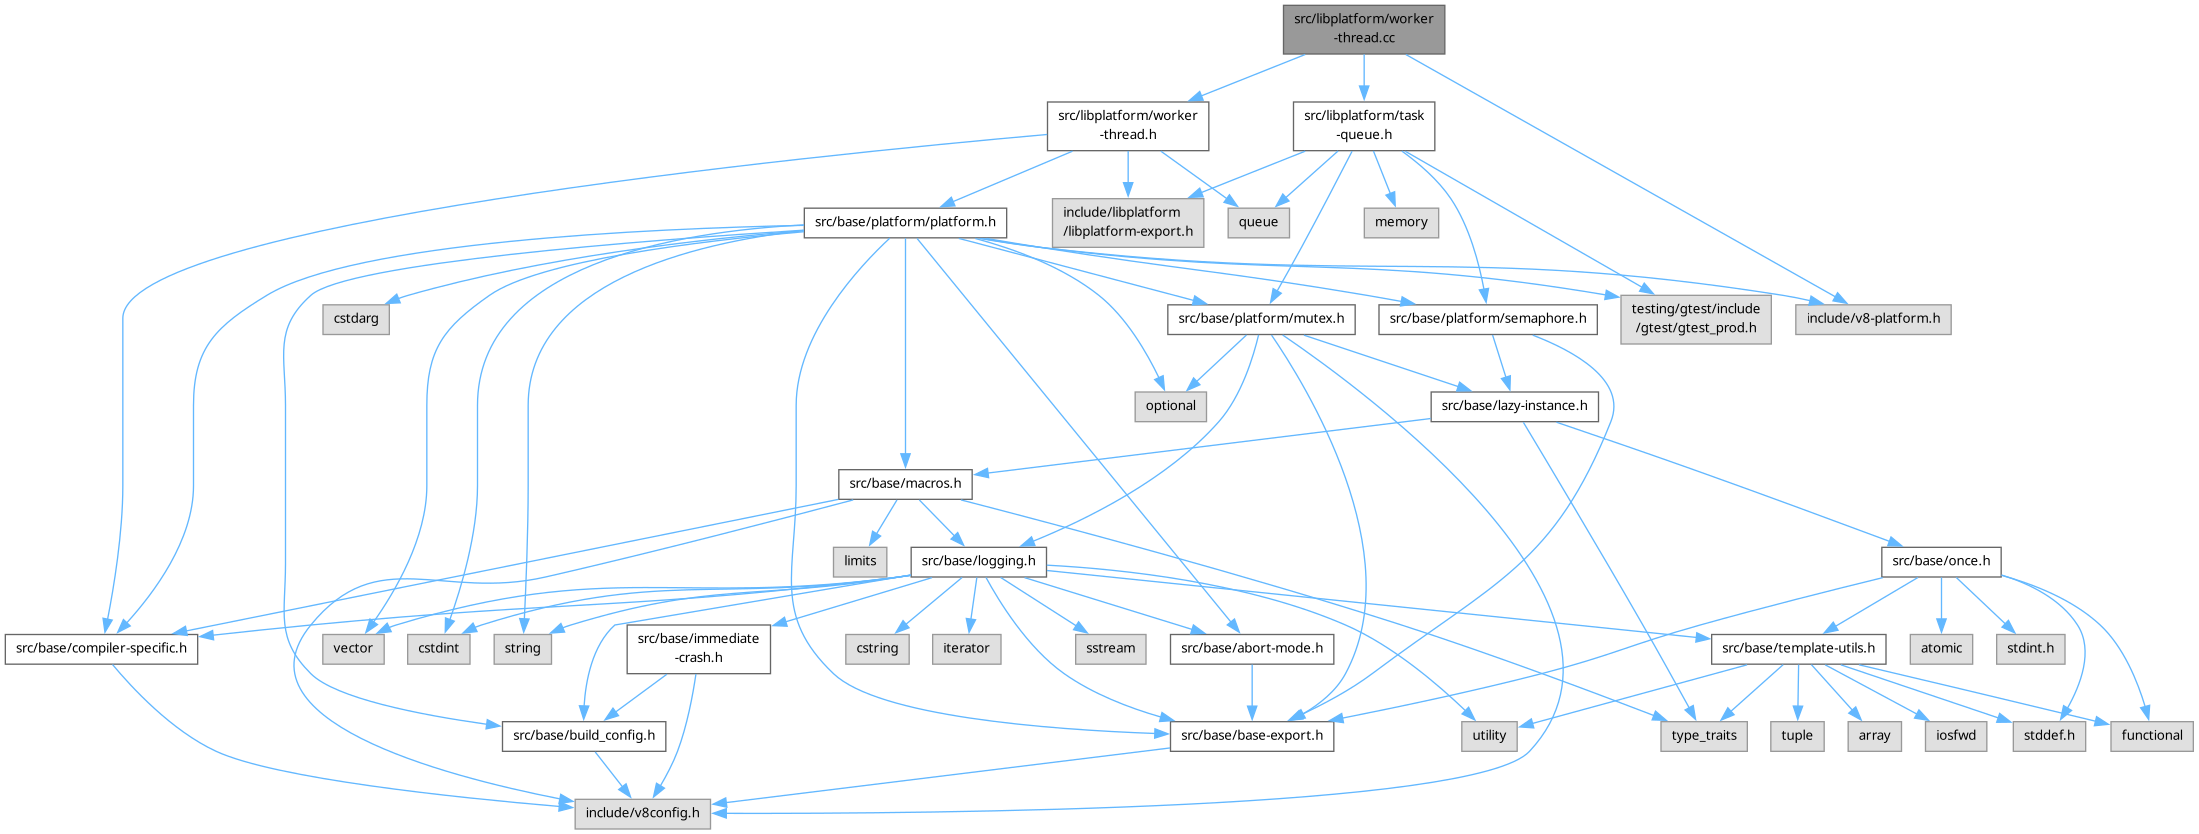 src/libplatform/worker
-thread.cc
src/libplatform/worker
-thread.h
src/libplatform/task
-queue.h
src/base/platform/platform.h
include/libplatform
/libplatform-export.h
queue
memory
cstdarg
src/base/platform/mutex.h
src/base/platform/semaphore.h
testing/gtest/include
/gtest/gtest_prod.h
include/v8-platform.h
optional
src/base/lazy-instance.h
src/base/macros.h
limits
src/base/logging.h
src/base/once.h
src/base/compiler-specific.h
vector
cstdint
string
src/base/immediate
-crash.h
cstring
iterator
sstream
src/base/abort-mode.h
src/base/template-utils.h
atomic
stdint.h
src/base/build_config.h
src/base/base-export.h
utility
type_traits
tuple
array
iosfwd
stddef.h
functional
include/v8config.h